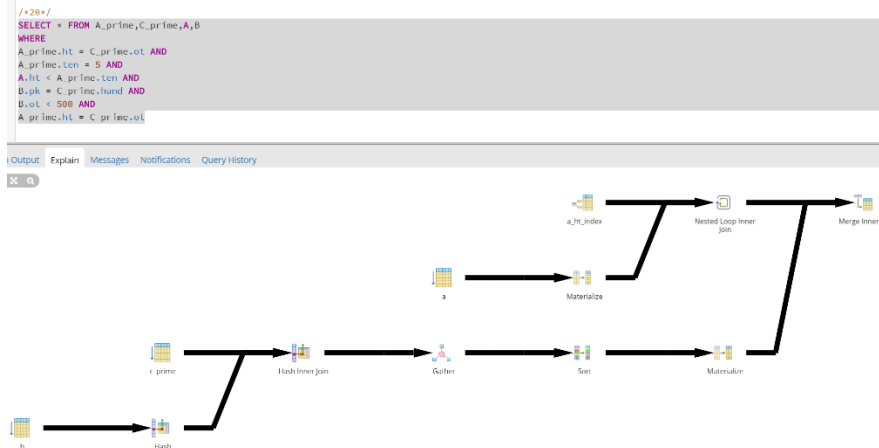 /*20*/
SELECT * FROM A_prime,C_prime,A,B
WHERE
A_prime.ht = C_prime.ot AND
A_prime.ten = 5 AND
A.ht < A_prime.ten AND
B.pk = C_prime.hund AND
B.ot < 500 AND
A_prime.ht = C_prime.ot
Output Explain Messages Notifications Query History
a_ht_index
Nested Loop Inner
Join
Merge Inner
a
Materialize
c_prime
Hash Inner Join
Gather
Sort
Materialize
b
Hash